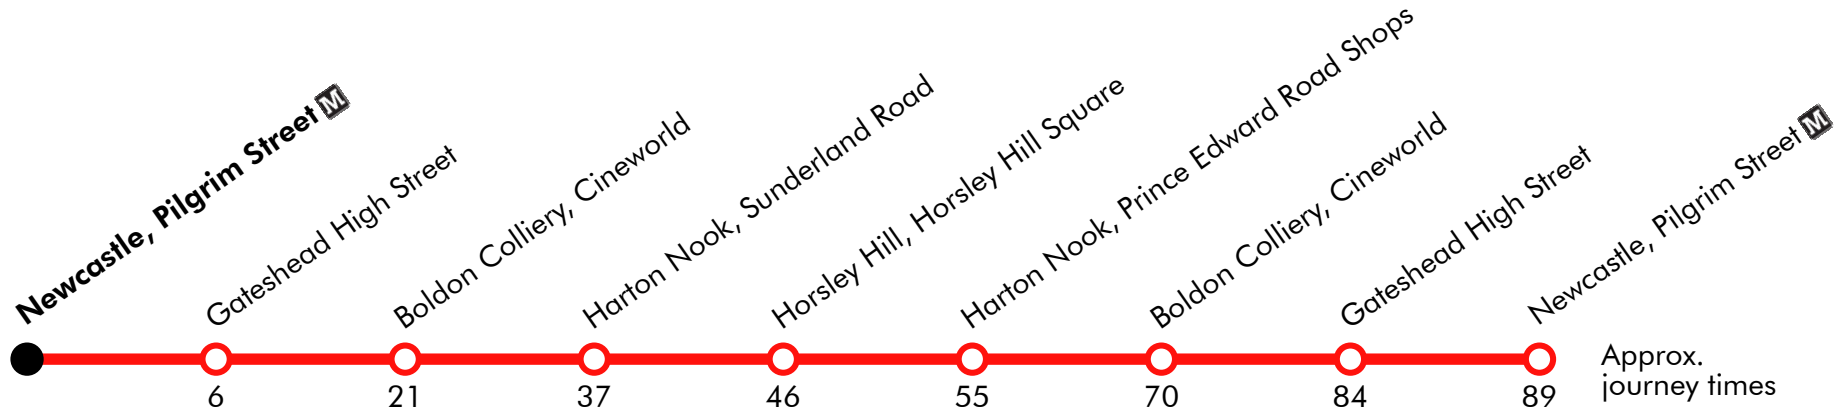 Newcastle, Pilgrim Street M
Gateshead High Street
Boldon Colliery, Cineworld
Harton Nook, Sunderland Road
Horsley Hill, Horsley Hill Square
Harton Nook, Prince Edward Road Shops
Boldon Colliery, Cineworld
Gateshead High Street
Newcastle, Pilgrim Street M
6 21 37 46 55 70 84 89
Approx.
journey times